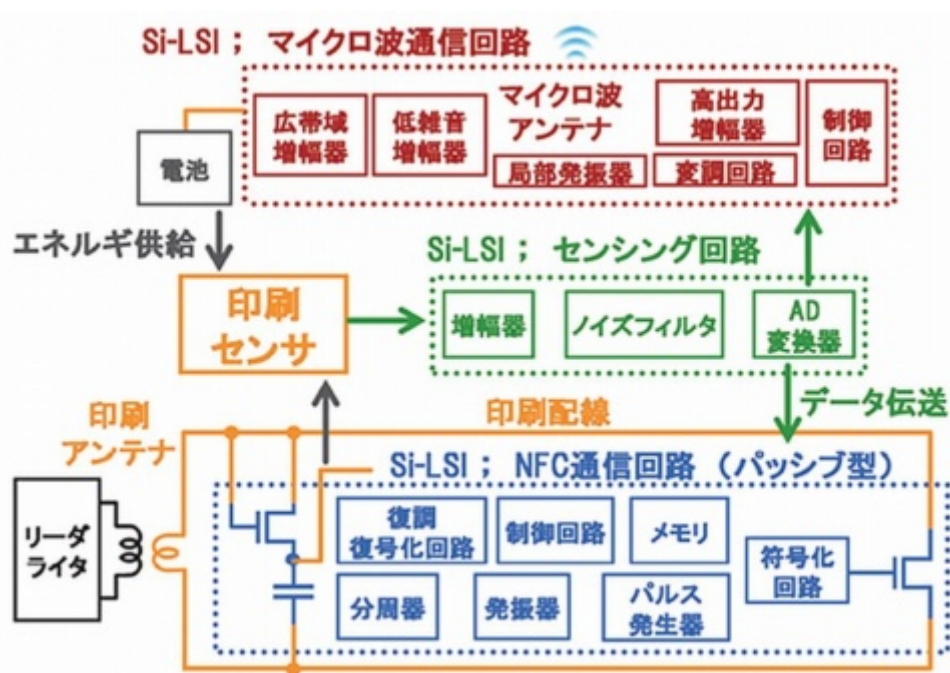 Si-LSI ; マイクロ波通信回路
広帯域
増幅器
低雑音
増幅器
マイクロ波
アンテナ
局部発振器
高出力
増幅器
変調回路
制御
回路
電池
エネルギ供給
Si-LSI ; センシング回路
印刷
センサ
増幅器
ノイズフィルタ
AD
変換器
データ伝送
印刷
アンテナ
印刷配線
Si-LSI ; NFC通信回路 (パッシブ型)
リーダ
ライタ
復調
復号化回路
制御回路
メモリ
符号化
回路
分周器
発振器
パルス
発生器